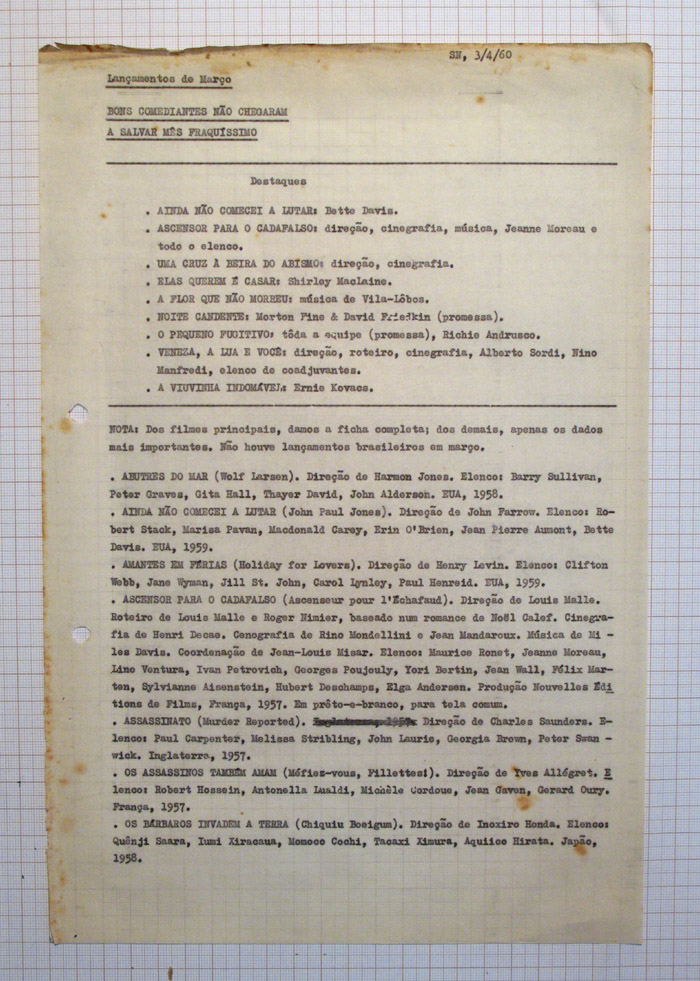 SN, 3/4/60
Lançamentos de Março
BONS COMEDIANTES NÃO CHEGARAM
A SALVAR MÊS FRAQUÍSSIMO
Destaques
. AINDA NÃO COMECEI A LUTAR: Bette Davis.
. ASCENSOR PARA O CADAFALSO: direção, cinegrafia, música, Jeanne Moreau e
todo o elenco.
. UMA CRUZ À BEIRA DO ABISMO: direção, cinegrafia.
. ELAS QUEREM É CASAR: Shirley MacLaine.
. A FLOR QUE NÃO MORREU: música de Vila-Lôbos.
. NOITE CANDENTE: Morton Fine & David Friedkin (promessa).
. O PEQUENO FUGITIVO: tôda a equipe (promessa), Richie Andrusco.
. VENEZA, A LUA E VOCÊ: direção, roteiro, cinegrafia, Alberto Sordi, Nino
Manfredi, elenco de coadjuvantes.
. A VIUVINHA INDOMÁVEL: Ernie Kovacs.
NOTA: Dos filmes principais, damos a ficha completa; dos demais, apenas os dados
mais importantes. Não houve lançamentos brasileiros em março.
. ABUTRES DO MAR (Wolf Larsen). Direção de Harmon Jones. Elenco: Barry Sullivan,
Peter Graves, Gita Hall, Thayer David, John Alderson. EUA, 1958.
. AINDA NÃO COMECEI A LUTAR (John Paul Jones). Direção de John Farrow. Elenco: Ro-
bert Stack, Marisa Pavan, Macdonald Carey, Erin O'Brien, Jean Pierre Aumont, Bette
Davis. EUA, 1959.
. AMANTES EM FÉRIAS (Holiday for Lovers). Direção de Henry Levin. Elenco: Clifton
Webb, Jane Wyman, Jill St. John, Carol Lynley, Paul Henreid. EUA, 1959.
. ASCENSOR PARA O CADAFALSO (Ascenseur pour l'Échafaud). Direção de Louis Malle.
Roteiro de Louis Malle e Roger Nimier, baseado num romance de Noël Calef. Cinegra-
fia de Henri Decae. Cenografia de Rino Mondellini e Jean Mandaroux. Música de Mi -
les Davis. Coordenação de Jean-Louis Misar. Elenco: Maurice Ronet, Jeanne Moreau,
Lino Ventura, Ivan Petrovich, Georges Poujouly, Yori Bertin, Jean Wall, Félix Mar-
ten, Sylvianne Aisenstein, Hubert Deschamps, Elga Andersen. Produção Nouvelles Édi
tions de Films, França, 1957. Em prêto-e-branco, para tela comum.
. ASSASSINATO (Murder Reported). Direção de Charles Saunders. E-
lenco: Paul Carpenter, Melissa Stribling, John Laurie, Georgia Brown, Peter Swan -
wick. Inglaterra, 1957.
. OS ASSASSINOS TAMBÉM AMAM (Méfiez-vous, Fillettes!). Direção de Yves Allégret. E
lenco: Robert Hossein, Antonella Lualdi, Michèle Cordoue, Jean Gaven, Gerard Oury.
França, 1957.
. OS BÁRBAROS INVADEM A TERRA (Chiquiu Boeigum). Direção de Inoxiro Honda. Elenco:
Quênji Saara, Iumi Xiracaua, Momoco Cochi, Tacaxi Ximura, Aquiico Hirata. Japão,
1958.